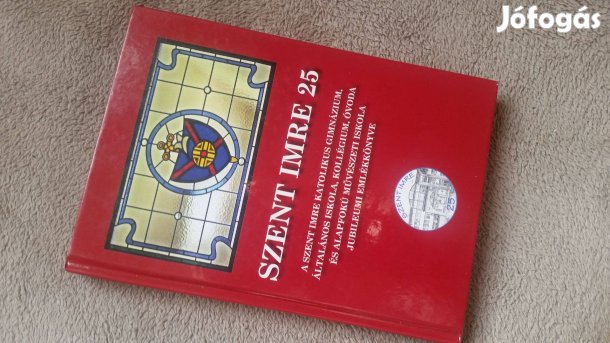 Jófogás
SZENT IMRE 25
A SZENT IMRE KATOLIKUS GIMNÁZIUM,
ÁLTALÁNOS ISKOLA, KOLLÉGIUM, ÓVODA
ÉS ALAPFOKÚ MŰVÉSZETI ISKOLA
JUBILEUMI EMLÉKKÖNYVE
SZENT IMRE
25